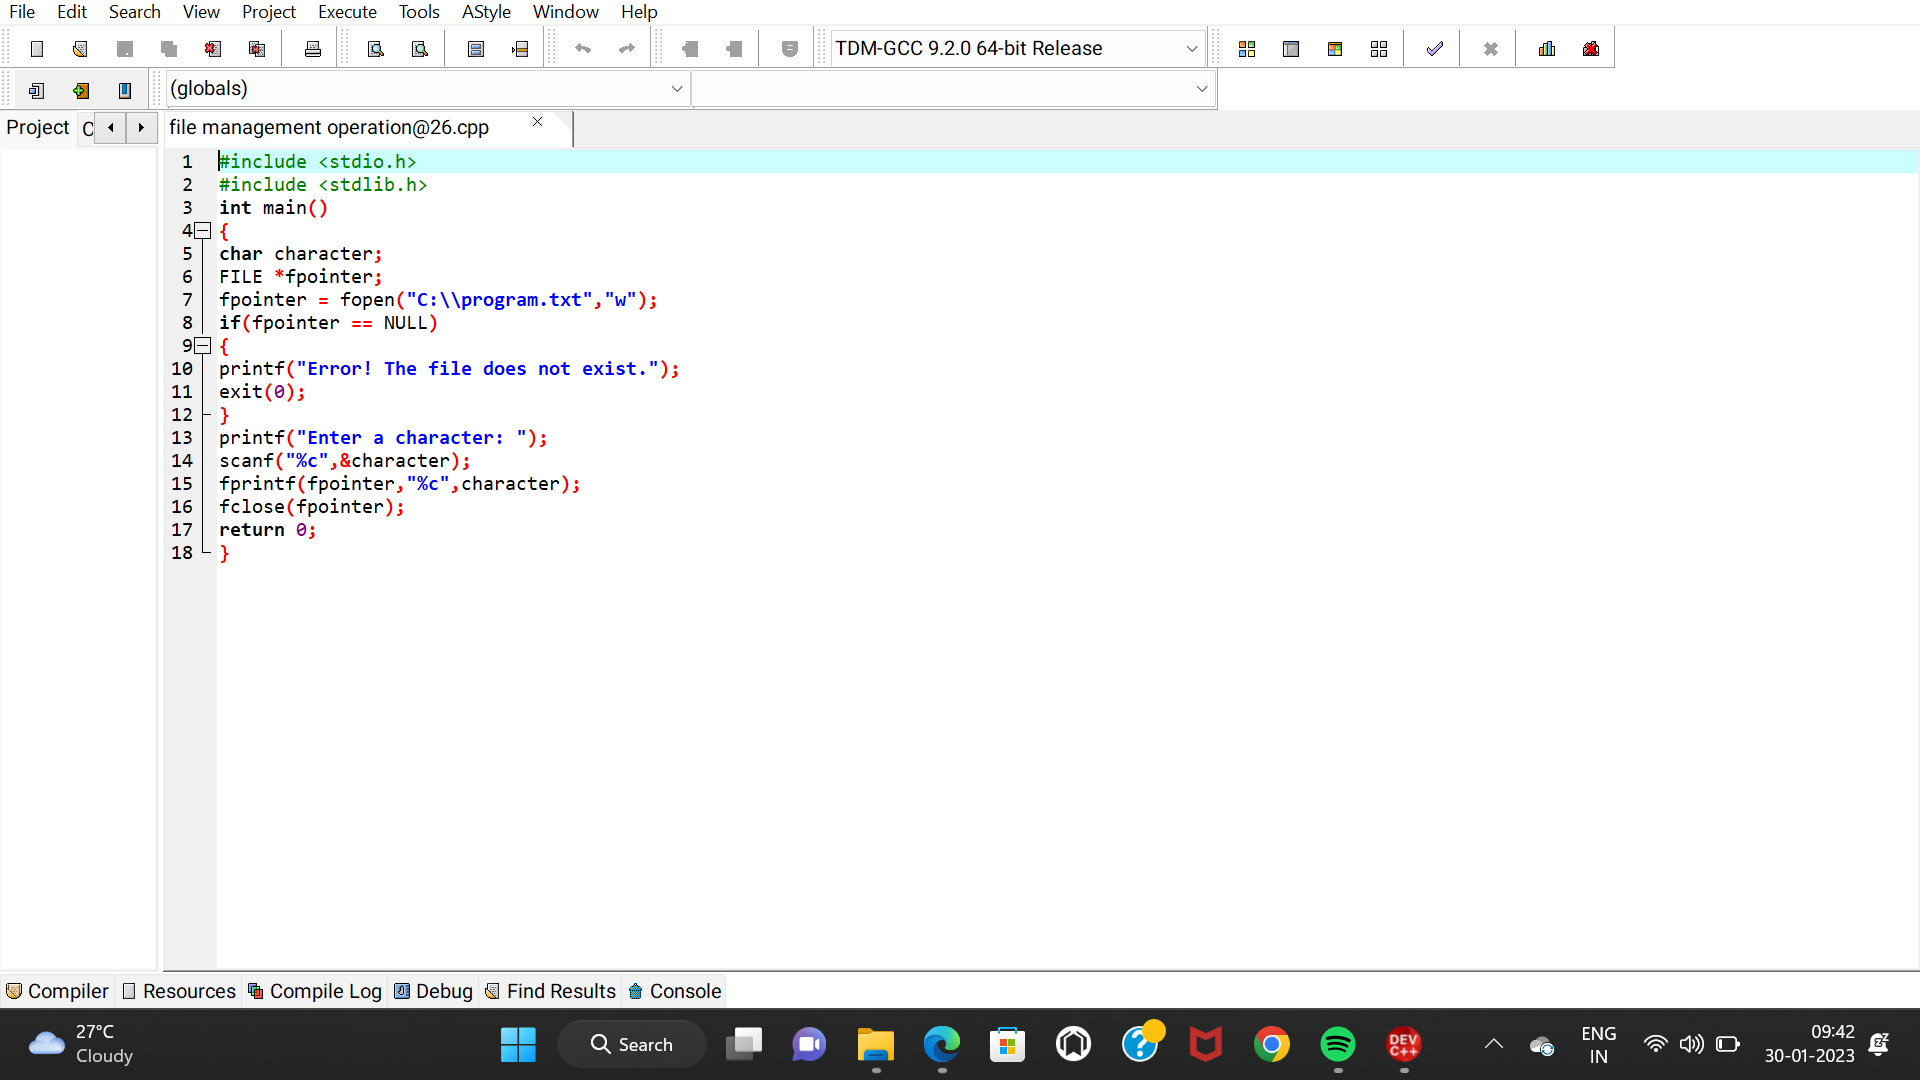 File Edit Search View Project Execute Tools AStyle Window Help
TDM-GCC 9.2.0 64-bit Release
(globals)
Project C file management operation@26.cpp
1 #include <stdio.h>
2 #include <stdlib.h>
3 int main()
4 {
5 char character;
6 FILE *fpointer;
7 fpointer = fopen("C:\\program.txt","w");
8 if(fpointer == NULL)
9 {
10 printf("Error! The file does not exist.");
11 exit(0);
12 }
13 printf("Enter a character: ");
14 scanf("%c",&character);
15 fprintf(fpointer,"%c",character);
16 fclose(fpointer);
17 return 0;
18 }
Compiler Resources Compile Log Debug Find Results Console
27°C
Cloudy
Search
DEV
C++
ENG
IN
09:42
30-01-2023